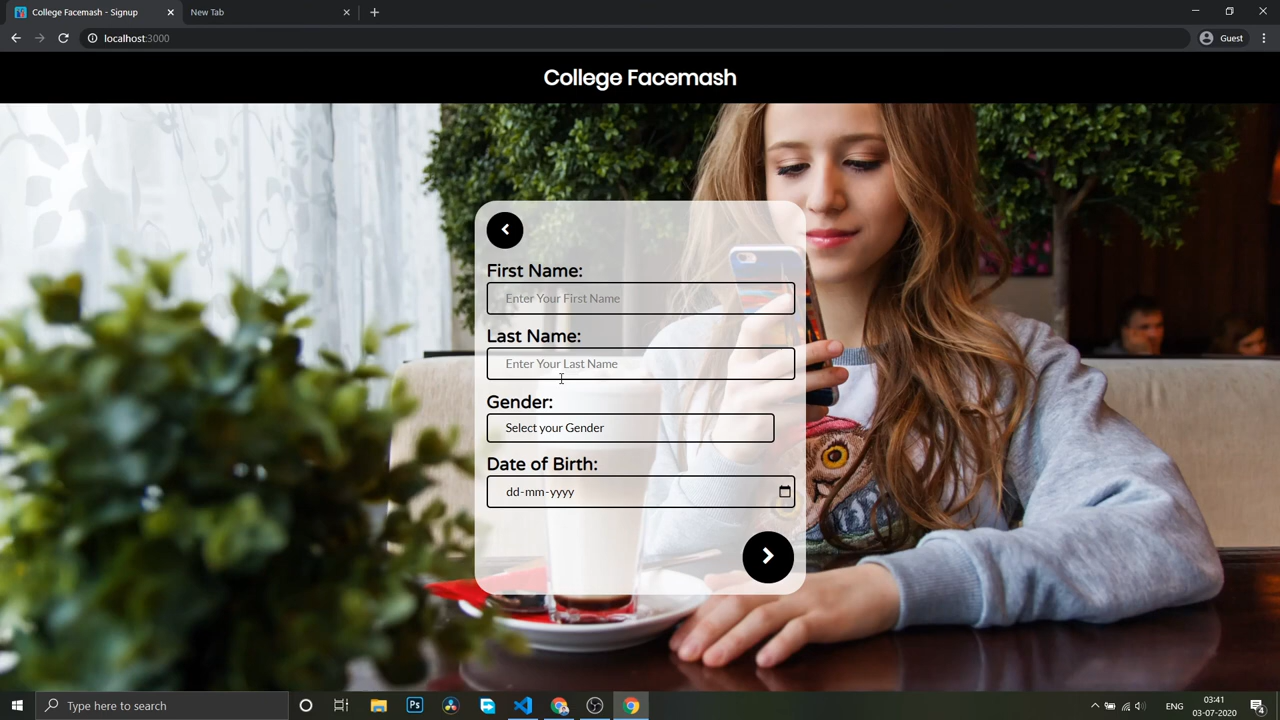 College Facemash - Signup
New Tab
localhost:3000
Guest
College Facemash
First Name:
Enter Your First Name
Last Name:
Enter Your Last Name
Gender:
Select your Gender
Date of Birth:
dd-mm-yyyy
Type here to search
Ps
ENG
03:41
03-07-2020
4